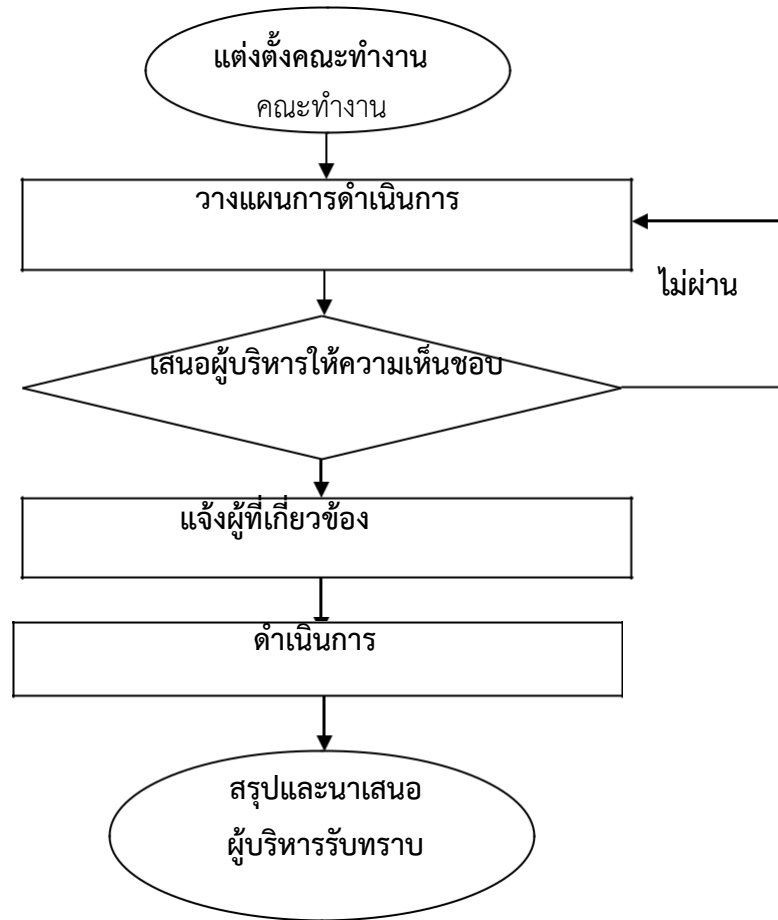 แต่งตั้งคณะทำงาน
คณะทำงาน
วางแผนการดำเนินการ
ไม่ผ่าน
เสนอผู้บริหารให้ความเห็นชอบ
แจ้งผู้ที่เกี่ยวข้อง
ดำเนินการ
สรุปและนาเสนอ
ผู้บริหารรับทราบ